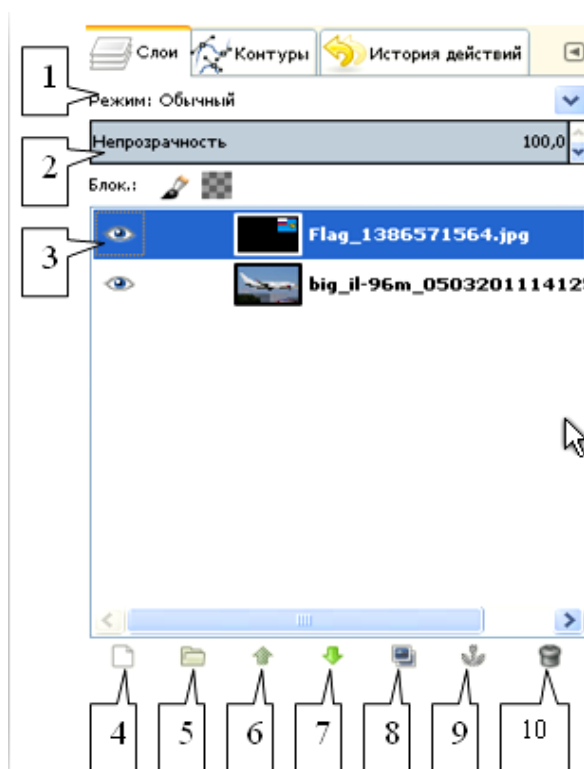 Слои Контуры История действий
1
Режим: Обычный
Непрозрачность 100,0
2
Блок.:
3
Flag_1386571564.jpg
big_il-96m_0503201114125
4 5 6 7 8 9 10